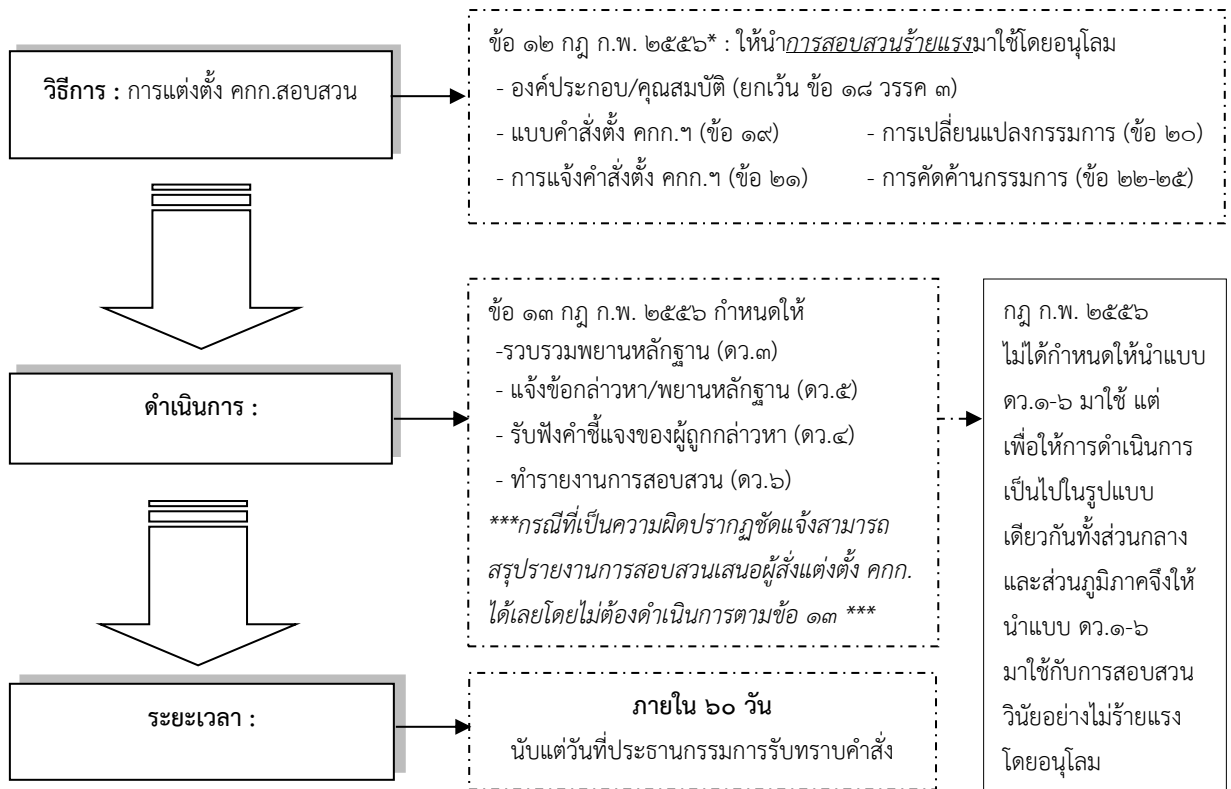 วิธีการ : การแต่งตั้ง คกก.สอบสวน
ข้อ ๑๒ กฎ ก.พ. ๒๕๕๖* : ให้นำการสอบสวนร้ายแรงมาใช้โดยอนุโลม
- องค์ประกอบ/คุณสมบัติ (ยกเว้น ข้อ ๑๘ วรรค ๓)
- แบบคำสั่งตั้ง คกก.ฯ (ข้อ ๑๙) - การเปลี่ยนแปลงกรรมการ (ข้อ ๒๐)
- การแจ้งคำสั่งตั้ง คกก.ฯ (ข้อ ๒๑) - การคัดค้านกรรมการ (ข้อ ๒๒-๒๕)
ดำเนินการ :
ข้อ ๑๓ กฎ ก.พ. ๒๕๕๖ กำหนดให้
-รวบรวมพยานหลักฐาน (ดว.๓)
- แจ้งข้อกล่าวหา/พยานหลักฐาน (ดว.๕)
- รับฟังคำชี้แจงของผู้ถูกกล่าวหา (ดว.๔)
- ทำรายงานการสอบสวน (ดว.๖)
***กรณีที่เป็นความผิดปรากฏชัดแจ้งสามารถ
สรุปรายงานการสอบสวนเสนอผู้สั่งแต่งตั้ง คกก.
ได้เลยโดยไม่ต้องดำเนินการตามข้อ ๑๓ ***
กฎ ก.พ. ๒๕๕๖
ไม่ได้กำหนดให้นำแบบ
ดว.๑-๖ มาใช้ แต่
เพื่อให้การดำเนินการ
เป็นไปในรูปแบบ
เดียวกันทั้งส่วนกลาง
และส่วนภูมิภาคจึงให้
นำแบบ ดว.๑-๖
มาใช้กับการสอบสวน
วินัยอย่างไม่ร้ายแรง
โดยอนุโลม
ระยะเวลา :
ภายใน ๖๐ วัน
นับแต่วันที่ประธานกรรมการรับทราบคำสั่ง